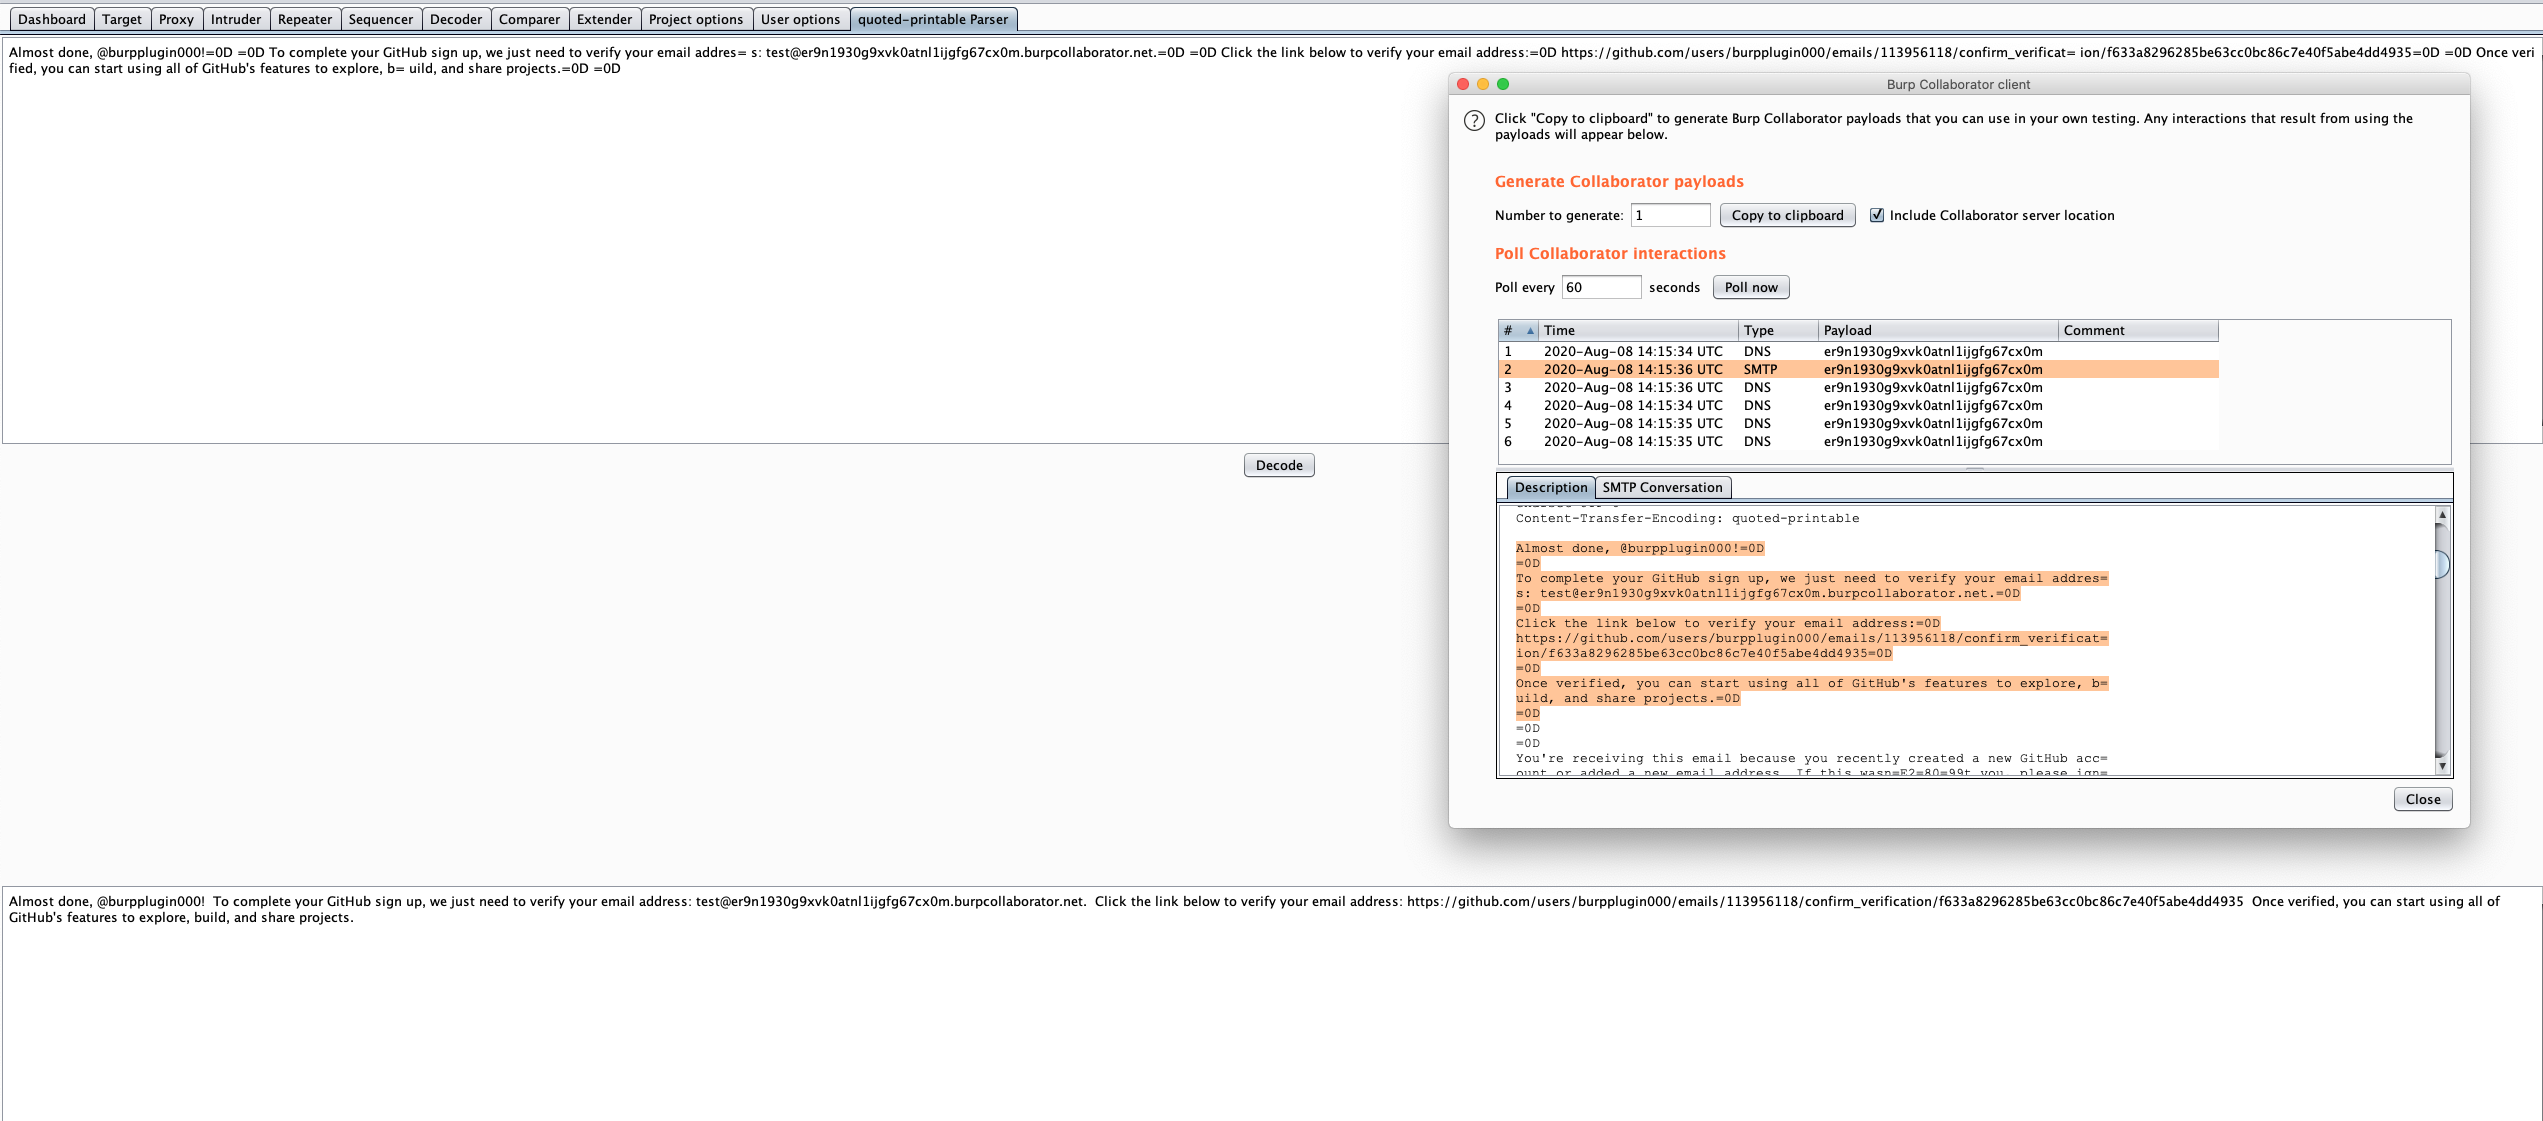 Dashboard Target Proxy Intruder Repeater Sequencer Decoder Comparer Extender Project options User options quoted-printable Parser
Almost done, @burpplugin000!=0D =0D To complete your GitHub sign up, we just need to verify your email addres= s: test@er9n1930g9xvk0atnl1ijgfg67cx0m.burpcollaborator.net.=0D =0D Click the link below to verify your email address:=0D https://github.com/users/burpplugin000/emails/113956118/confirm_verificat= ion/f633a8296285be63cc0bc86c7e40f5abe4dd4935=0D =0D Once veri
fied, you can start using all of GitHub's features to explore, b= uild, and share projects.=0D =0D
Decode
Burp Collaborator client
? Click "Copy to clipboard" to generate Burp Collaborator payloads that you can use in your own testing. Any interactions that result from using the
payloads will appear below.
Generate Collaborator payloads
Number to generate: 1 Copy to clipboard Include Collaborator server location
Poll Collaborator interactions
Poll every 60 seconds Poll now
# Time Type Payload Comment
1 2020-Aug-08 14:15:34 UTC DNS er9n1930g9xvk0atnl1ijgfg67cx0m
2 2020-Aug-08 14:15:36 UTC SMTP er9n1930g9xvk0atnl1ijgfg67cx0m
3 2020-Aug-08 14:15:36 UTC DNS er9n1930g9xvk0atnl1ijgfg67cx0m
4 2020-Aug-08 14:15:34 UTC DNS er9n1930g9xvk0atnl1ijgfg67cx0m
5 2020-Aug-08 14:15:35 UTC DNS er9n1930g9xvk0atnl1ijgfg67cx0m
6 2020-Aug-08 14:15:35 UTC DNS er9n1930g9xvk0atnl1ijgfg67cx0m
Description SMTP Conversation
Content-Transfer-Encoding: quoted-printable
Almost done, @burpplugin000!=0D
=0D
To complete your GitHub sign up, we just need to verify your email addres=
s: test@er9n1930g9xvk0atnl1ijgfg67cx0m.burpcollaborator.net.=0D
=0D
Click the link below to verify your email address:=0D
https://github.com/users/burpplugin000/emails/113956118/confirm_verificat=
ion/f633a8296285be63cc0bc86c7e40f5abe4dd4935=0D
=0D
Once verified, you can start using all of GitHub's features to explore, b=
uild, and share projects.=0D
=0D
=0D
=0D
You're receiving this email because you recently created a new GitHub acc=
ount or added a new email address. If this wasn=E2=80=99t you, please ign=
Close
Almost done, @burpplugin000!  To complete your GitHub sign up, we just need to verify your email address: test@er9n1930g9xvk0atnl1ijgfg67cx0m.burpcollaborator.net.  Click the link below to verify your email address: https://github.com/users/burpplugin000/emails/113956118/confirm_verification/f633a8296285be63cc0bc86c7e40f5abe4dd4935  Once verified, you can start using all of
GitHub's features to explore, build, and share projects.